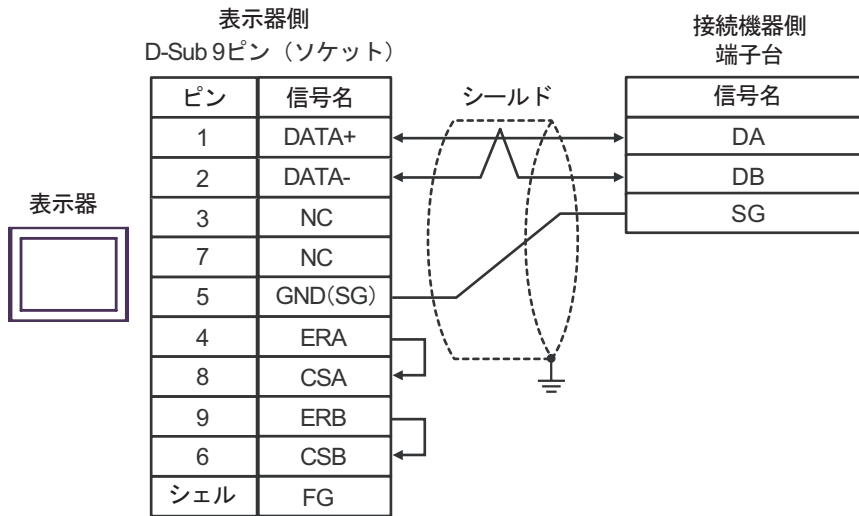 表示器側
D-Sub 9ピン（ソケット）
接続機器側
端子台
ピン 信号名
シールド
信号名
1 DATA+
DA
2 DATA-
DB
表示器
3 NC
SG
7 NC
5 GND(SG)
4 ERA
8 CSA
9 ERB
6 CSB
シェル FG